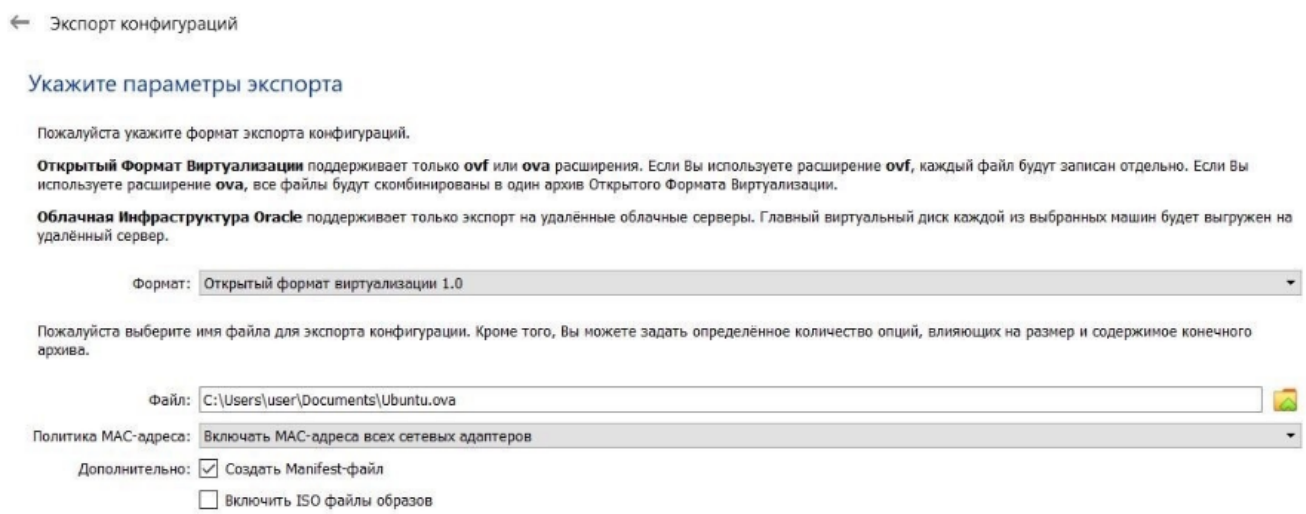 Экспорт конфигураций
Укажите параметры экспорта
Пожалуйста укажите формат экспорта конфигураций.
Открытый Формат Виртуализации поддерживает только ovf или ova расширения. Если Вы используете расширение ovf, каждый файл будут записан отдельно. Если Вы
используете расширение ova, все файлы будут скомбинированы в один архив Открытого Формата Виртуализации.
Облачная Инфраструктура Oracle поддерживает только экспорт на удалённые облачные серверы. Главный виртуальный диск каждой из выбранных машин будет выгружен на
удалённый сервер.
Формат: Открытый формат виртуализации 1.0
Пожалуйста выберите имя файла для экспорта конфигурации. Кроме того, Вы можете задать определённое количество опций, влияющих на размер и содержимое конечного
архива.
Файл: C:\Users\user\Documents\Ubuntu.ova
Политика MAC-адреса: Включать MAC-адреса всех сетевых адаптеров
Дополнительно: Создать Manifest-файл
Включить ISO файлы образов